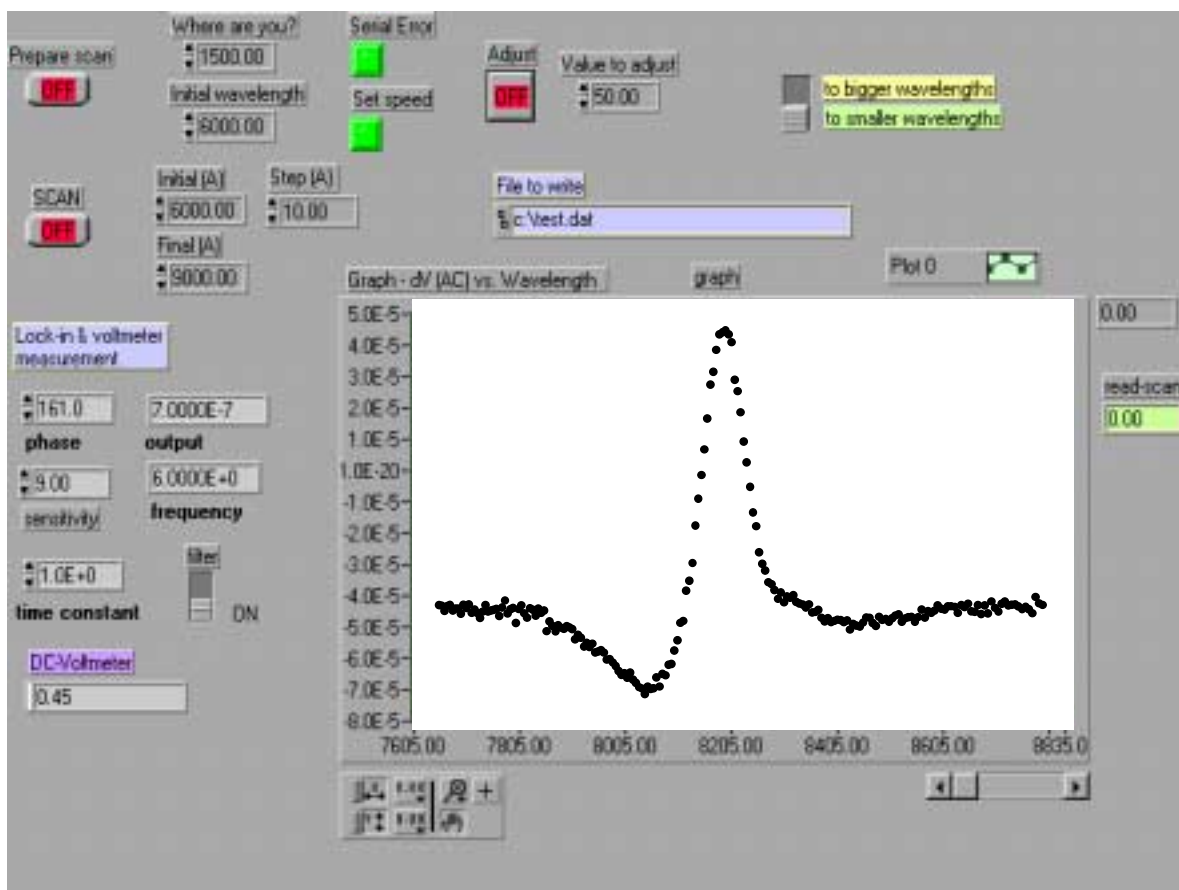 Where are you?
Serial Error
Prepare scan
OFF
1500.00
Adjust
OFF
Value to adjust
50.00
to bigger wavelengths
to smaller wavelengths
Initial wavelength
6000.00
Set speed
SCAN
OFF
Initial (A)
6000.00
Step (A)
10.00
File to write
c:\test.dat
Final (A)
9000.00
Graph - dV (AC) vs. Wavelength
graph
Plot 0
0.00
read-scan
0.00
Lock-in & voltmeter
measurement
161.0
phase
7.0000E-7
output
9.00
sensitivity
6.0000E+0
frequency
1.0E+0
time constant
filter
ON
DC-Voltmeter
0.45
5.0E-5
4.0E-5
3.0E-5
2.0E-5
1.0E-5
1.0E-20
-1.0E-5
-2.0E-5
-3.0E-5
-4.0E-5
-5.0E-5
-6.0E-5
-7.0E-5
-8.0E-5
7605.00 7805.00 8005.00 8205.00 8405.00 8605.00 8835.0